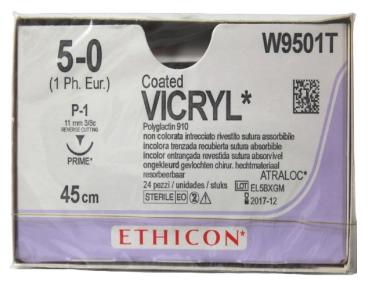 5-0
(1 Ph. Eur.)
P-1
11 mm 3/8c
REVERSE CUTTING
PRIME*
45cm
W9501T
Coated
VICRYL*
Polyglactin 910
non colorata intrecciato rivestito sutura assorbibile
incolora trenzada recubierta sutura absorbible
incolor entrançada revestida sutura absorvível
ongekleurd gevlochten chirur. hechtmateriaal
resorbeerbaar
ATRALOC*
24 pezzi / unidades / stuks
LOT EL5BXGM
STERILE EO 2
2017-12
ETHICON*